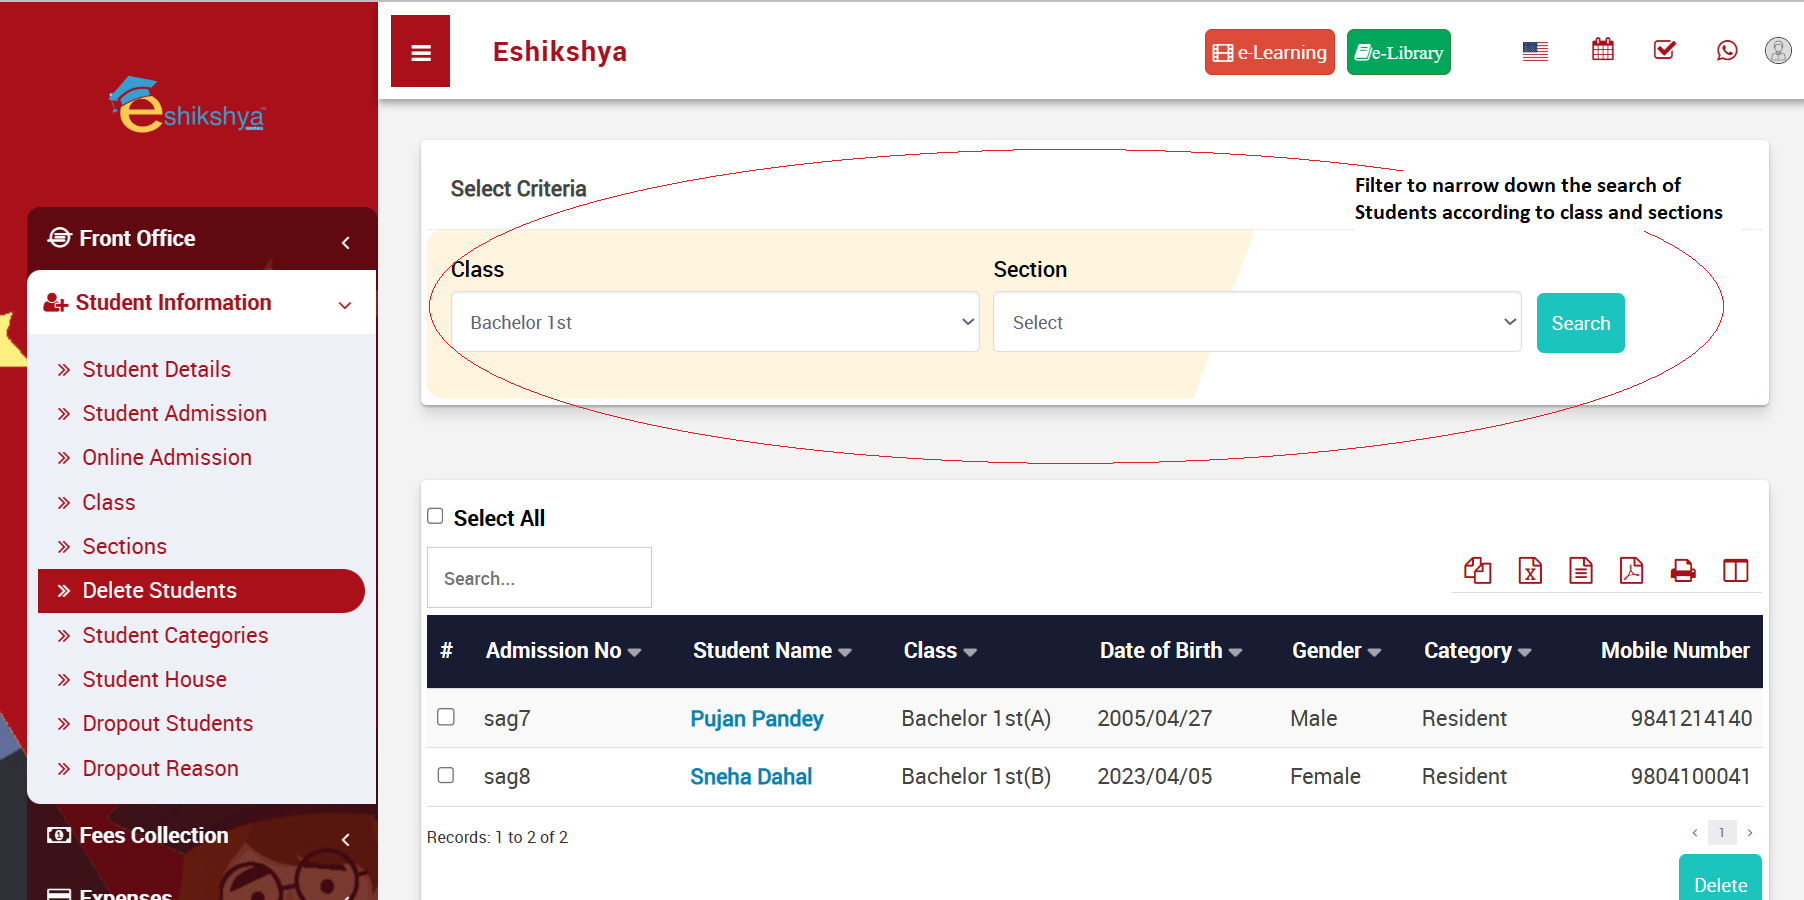 eshikshya
Eshikshya
e-Learning
e-Library
Front Office
Student Information
Student Details
Student Admission
Online Admission
Class
Sections
Delete Students
Student Categories
Student House
Dropout Students
Dropout Reason
Fees Collection
Expenses
Select Criteria
Filter to narrow down the search of
Students according to class and sections
Class Section
Bachelor 1st Select Search
Select All
Search...
# Admission No Student Name Class Date of Birth Gender Category Mobile Number
sag7 Pujan Pandey Bachelor 1st(A) 2005/04/27 Male Resident 9841214140
sag8 Sneha Dahal Bachelor 1st(B) 2023/04/05 Female Resident 9804100041
Records: 1 to 2 of 2 1
Delete